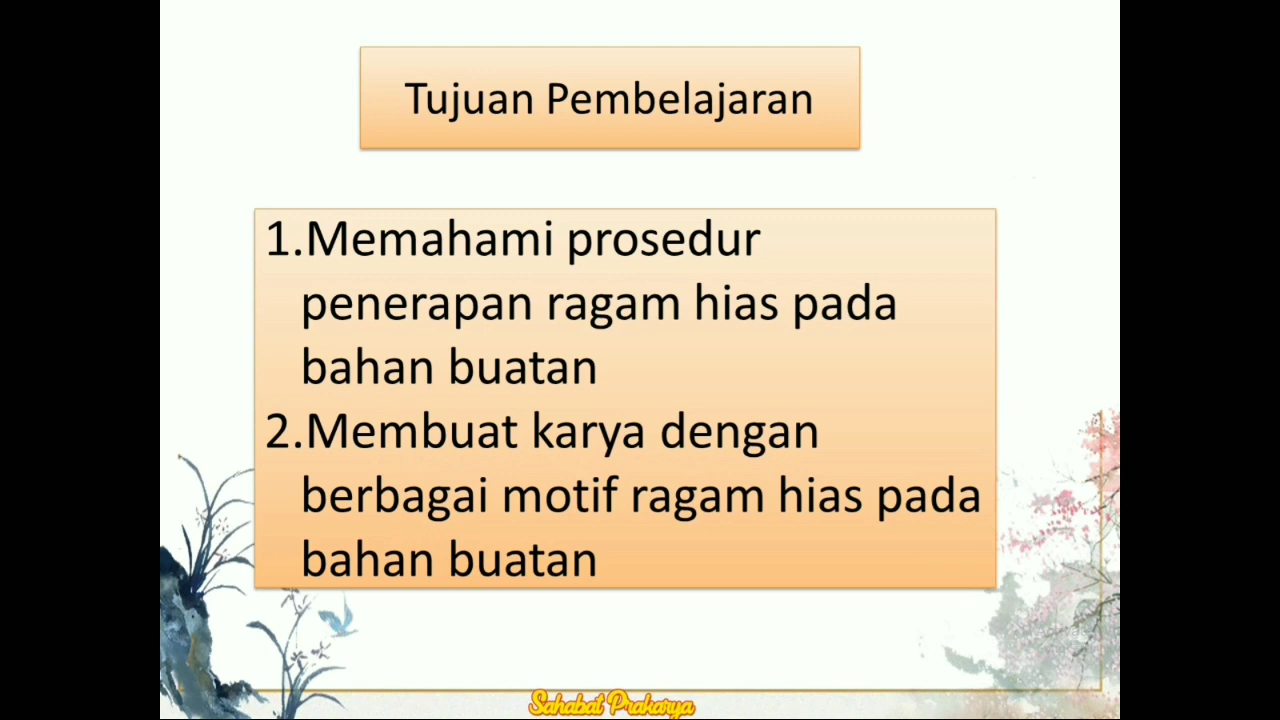 Tujuan Pembelajaran
1.Memahami prosedur
penerapan ragam hias pada
bahan buatan
2.Membuat karya dengan
berbagai motif ragam hias pada
bahan buatan
Sahabat Prakarya